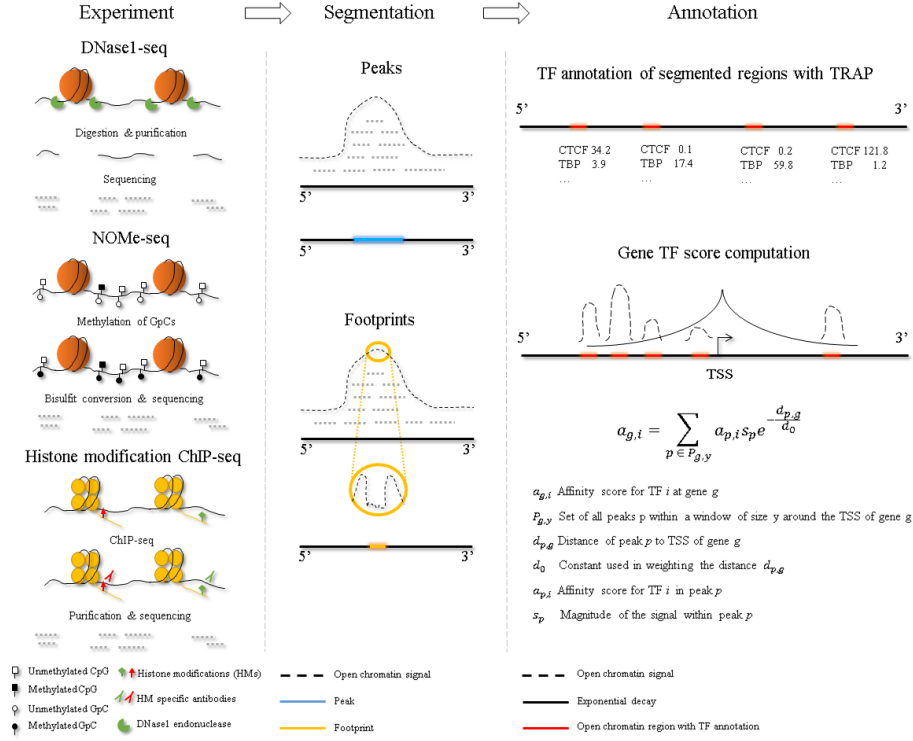 Experiment
Segmentation
Annotation
DNase1-seq
Digestion & purification
Sequencing
NOMe-seq
Methylation of GpCs
Bisulfit conversion & sequencing
Histone modification ChIP-seq
ChIP-seq
Purification & sequencing
Unmethylated CpG
Methylated CpG
Unmethylated GpC
Methylated GpC
Histone modifications (HMs)
HM specific antibodies
DNase1 endonuclease
Peaks
5’ 3’
5’ 3’
Footprints
5’ 3’
5’ 3’
Open chromatin signal
Peak
Footprint
TF annotation of segmented regions with TRAP
5’ 3’
CTCF 34.2 CTCF 0.1 CTCF 0.2 CTCF 121.8
TBP 3.9 TBP 17.4 TBP 59.8 TBP 1.2
... ... ... ...
Gene TF score computation
5’ 3’
TSS
a_{g,i} = ∑_{p ∈ P_{g,y}} a_{p,i} s_p e^{-d_{p,g}/d_0}
a_{g,i} Affinity score for TF i at gene g
P_{g,y} Set of all peaks p within a window of size y around the TSS of gene g
d_{p,g} Distance of peak p to TSS of gene g
d_0 Constant used in weighting the distance d_{p,g}
a_{p,i} Affinity score for TF i in peak p
s_p Magnitude of the signal within peak p
Open chromatin signal
Exponential decay
Open chromatin region with TF annotation